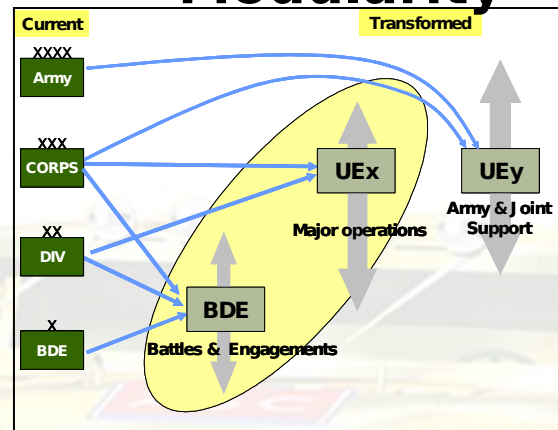 Modularity
Current
Transformed
XXXX
Army
XXX
CORPS
UEx
UEy
Army & Joint
Support
XX
Major operations
DIV
BDE
X
BDE
Battles & Engagements